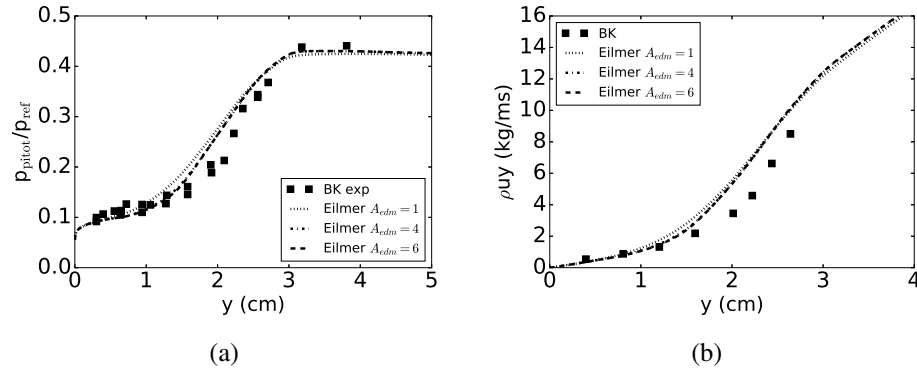 0.5
0.4
0.3
0.2
0.1
0.0
0 1 2 3 4 5
y (cm)
p_pitot/p_ref
BK exp
Eilmer A_edm = 1
Eilmer A_edm = 4
Eilmer A_edm = 6
(a)
16
14
12
10
8
6
4
2
0
0 1 2 3 4
y (cm)
ρuy (kg/ms)
BK
Eilmer A_edm = 1
Eilmer A_edm = 4
Eilmer A_edm = 6
(b)